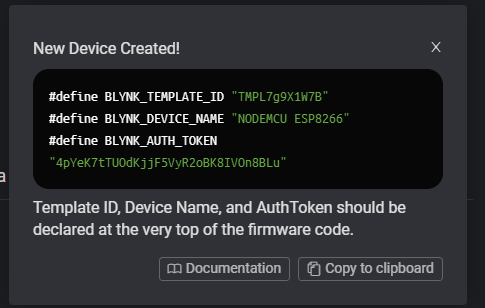 New Device Created!
X
#define BLYNK_TEMPLATE_ID "TMPL7g9X1W7B"
#define BLYNK_DEVICE_NAME "NODEMCU ESP8266"
#define BLYNK_AUTH_TOKEN
"4pYeK7tTUOdKjjF5VyR2oBK8IVOn8BLu"
a
Template ID, Device Name, and AuthToken should be
declared at the very top of the firmware code.
Documentation
Copy to clipboard